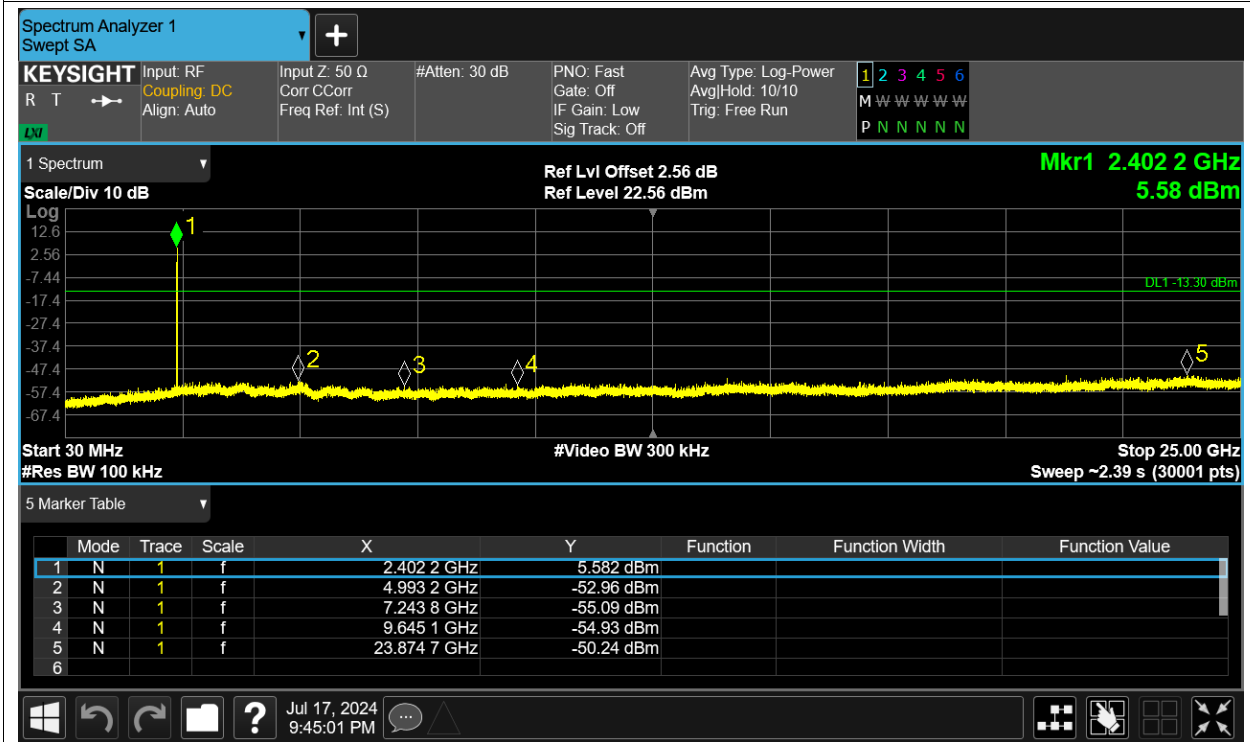 Spectrum Analyzer 1
Swept SA
+
KEYSIGHT
R T
LXI
Input: RF
Coupling: DC
Align: Auto
Input Z: 50 Ω
Corr CCorr
Freq Ref: Int (S)
#Atten: 30 dB
PNO: Fast
Gate: Off
IF Gain: Low
Sig Track: Off
Avg Type: Log-Power
Avg|Hold: 10/10
Trig: Free Run
1 2 3 4 5 6
M W W W W W
P N N N N N
1 Spectrum
Scale/Div 10 dB
Ref Lvl Offset 2.56 dB
Ref Level 22.56 dBm
Mkr1 2.402 2 GHz
5.58 dBm
Log
12.6
2.56
-7.44
-17.4
-27.4
-37.4
-47.4
-57.4
-67.4
1
2
3
4
5
DL1 -13.30 dBm
Start 30 MHz
#Video BW 300 kHz
Stop 25.00 GHz
#Res BW 100 kHz
Sweep ~2.39 s (30001 pts)
5 Marker Table
Mode Trace Scale X Y Function Function Width Function Value
1 N 1 f 2.402 2 GHz 5.582 dBm
2 N 1 f 4.993 2 GHz -52.96 dBm
3 N 1 f 7.243 8 GHz -55.09 dBm
4 N 1 f 9.645 1 GHz -54.93 dBm
5 N 1 f 23.874 7 GHz -50.24 dBm
6
?
Jul 17, 2024
9:45:01 PM